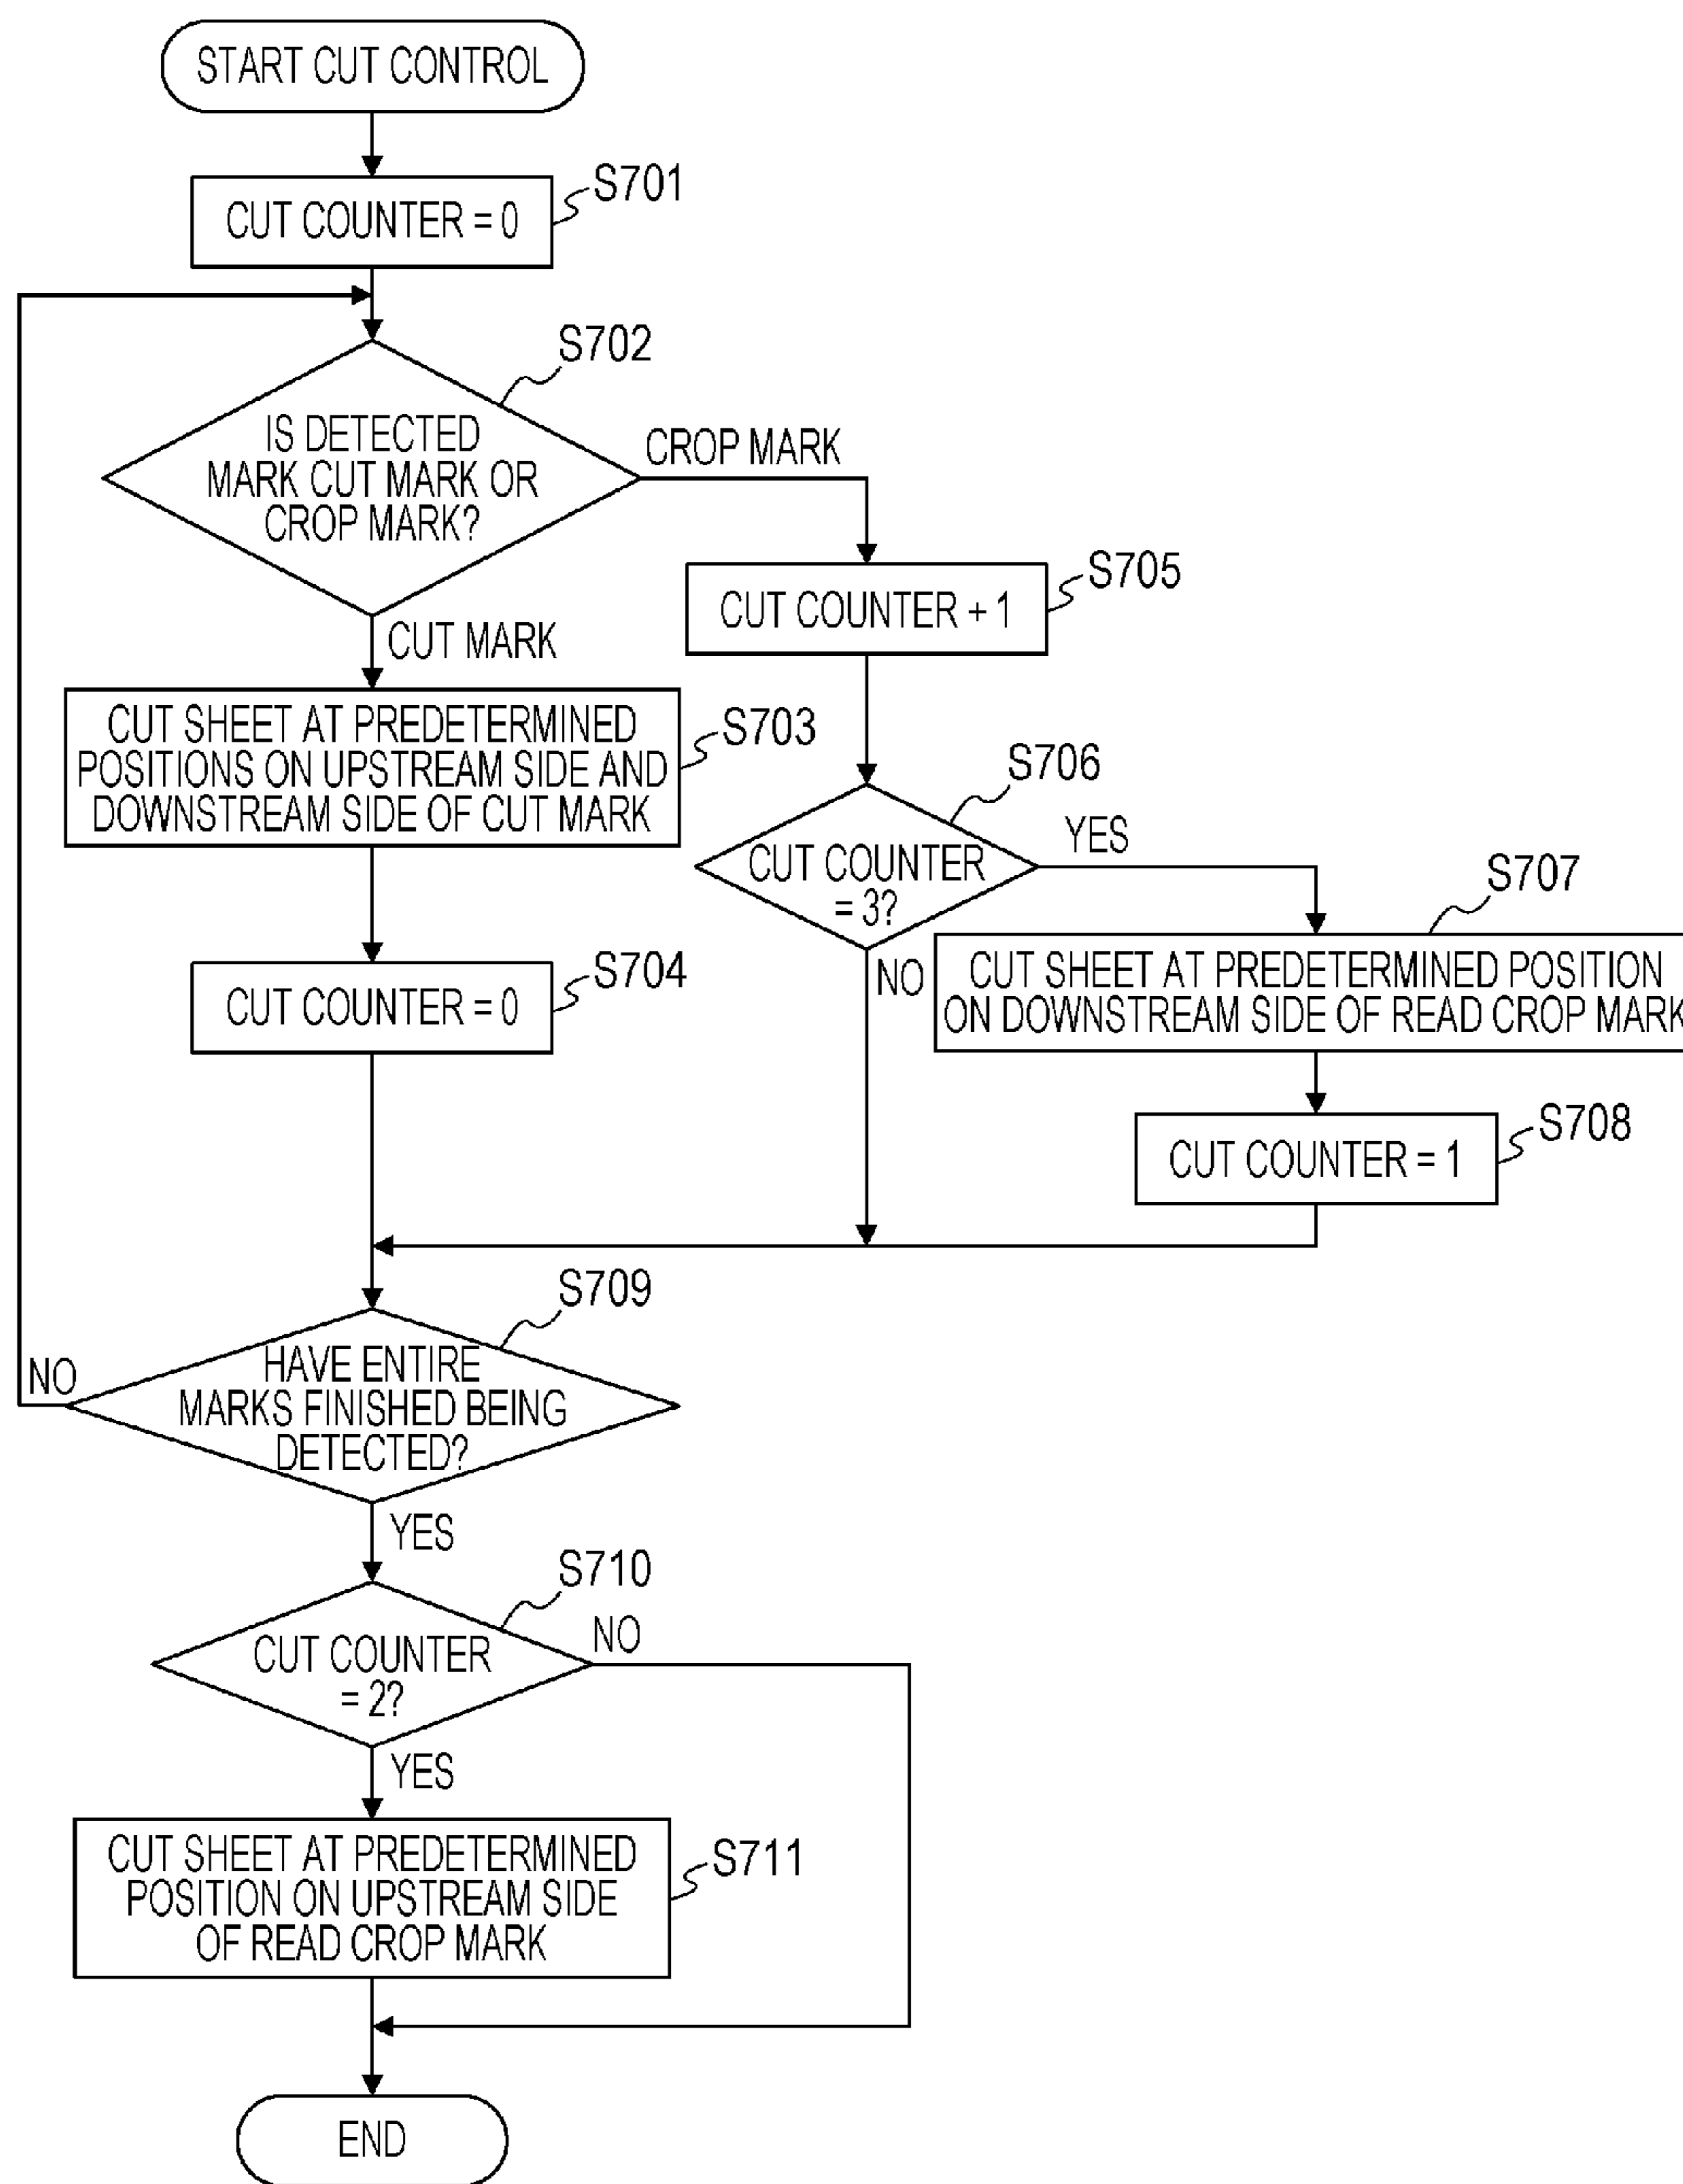 START CUT CONTROL
S701
CUT COUNTER = 0
S702
IS DETECTED
MARK CUT MARK OR
CROP MARK?
CROP MARK
CUT MARK
S705
CUT COUNTER + 1
S703
CUT SHEET AT PREDETERMINED
POSITIONS ON UPSTREAM SIDE AND
DOWNSTREAM SIDE OF CUT MARK
S706
CUT COUNTER
= 3?
YES
NO
S707
CUT SHEET AT PREDETERMINED POSITION
ON DOWNSTREAM SIDE OF READ CROP MARK
S704
CUT COUNTER = 0
S708
CUT COUNTER = 1
S709
HAVE ENTIRE
MARKS FINISHED BEING
DETECTED?
NO
YES
S710
CUT COUNTER
= 2?
NO
YES
S711
CUT SHEET AT PREDETERMINED
POSITION ON UPSTREAM SIDE
OF READ CROP MARK
END